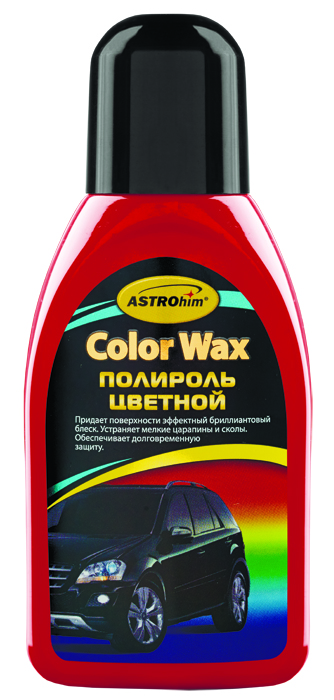 ASTROhim®
Color Wax
ПОЛИРОЛЬ
ЦВЕТНОЙ
Придает поверхности эффектный бриллиантовый
блеск. Устраняет мелкие царапины и сколы.
Обеспечивает долговременную
защиту.